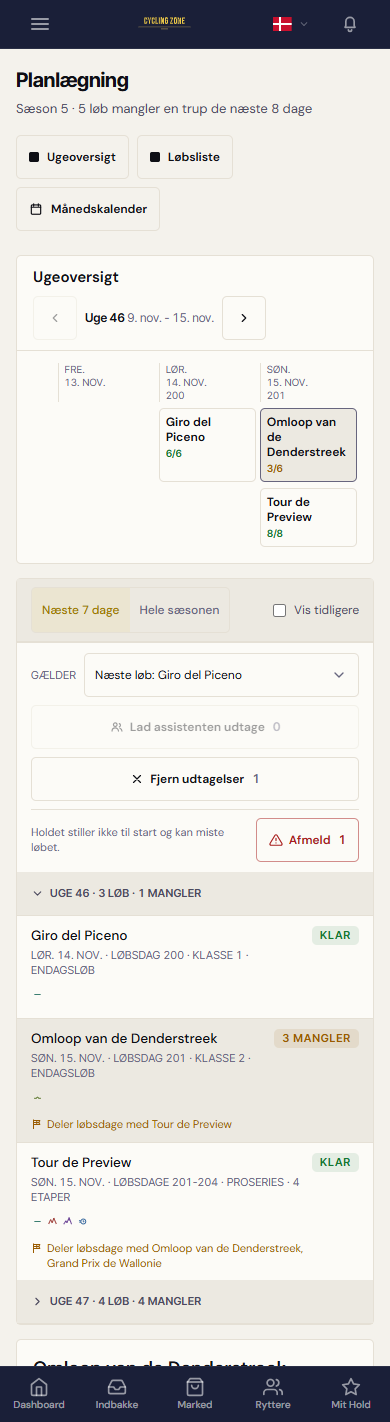 CYCLING ZONE
Planlægning
Sæson 5 · 5 løb mangler en trup de næste 8 dage
Ugeoversigt
Løbsliste
Månedskalender
Ugeoversigt
Uge 46 9. nov. - 15. nov.
FRE.
13. NOV.
LØR.
14. NOV.
200
SØN.
15. NOV.
201
Giro del
Piceno
6/6
Omloop van
de
Denderstreek
3/6
Tour de
Preview
8/8
Næste 7 dage
Hele sæsonen
Vis tidligere
GÆLDER
Næste løb: Giro del Piceno
Lad assistenten udtage 0
Fjern udtagelser 1
Holdet stiller ikke til start og kan miste
løbet.
Afmeld 1
UGE 46 · 3 LØB · 1 MANGLER
Giro del Piceno
KLAR
LØR. 14. NOV. · LØBSDAG 200 · KLASSE 1 ·
ENDAGSLØB
Omloop van de Denderstreek
3 MANGLER
SØN. 15. NOV. · LØBSDAG 201 · KLASSE 2 ·
ENDAGSLØB
Deler løbsdage med Tour de Preview
Tour de Preview
KLAR
SØN. 15. NOV. · LØBSDAGE 201-204 · PROSERIES · 4
ETAPER
Deler løbsdage med Omloop van de Denderstreek,
Grand Prix de Wallonie
UGE 47 · 4 LØB · 4 MANGLER
Omloop van de Denderstreek
Dashboard
Indbakke
Marked
Ryttere
Mit Hold